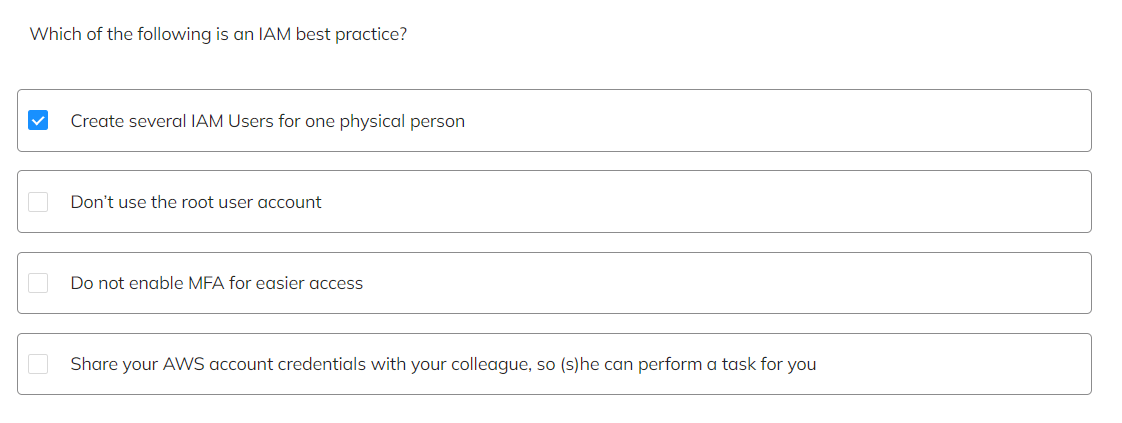 Which of the following is an IAM best practice?
Create several IAM Users for one physical person
Don’t use the root user account
Do not enable MFA for easier access
Share your AWS account credentials with your colleague, so (s)he can perform a task for you